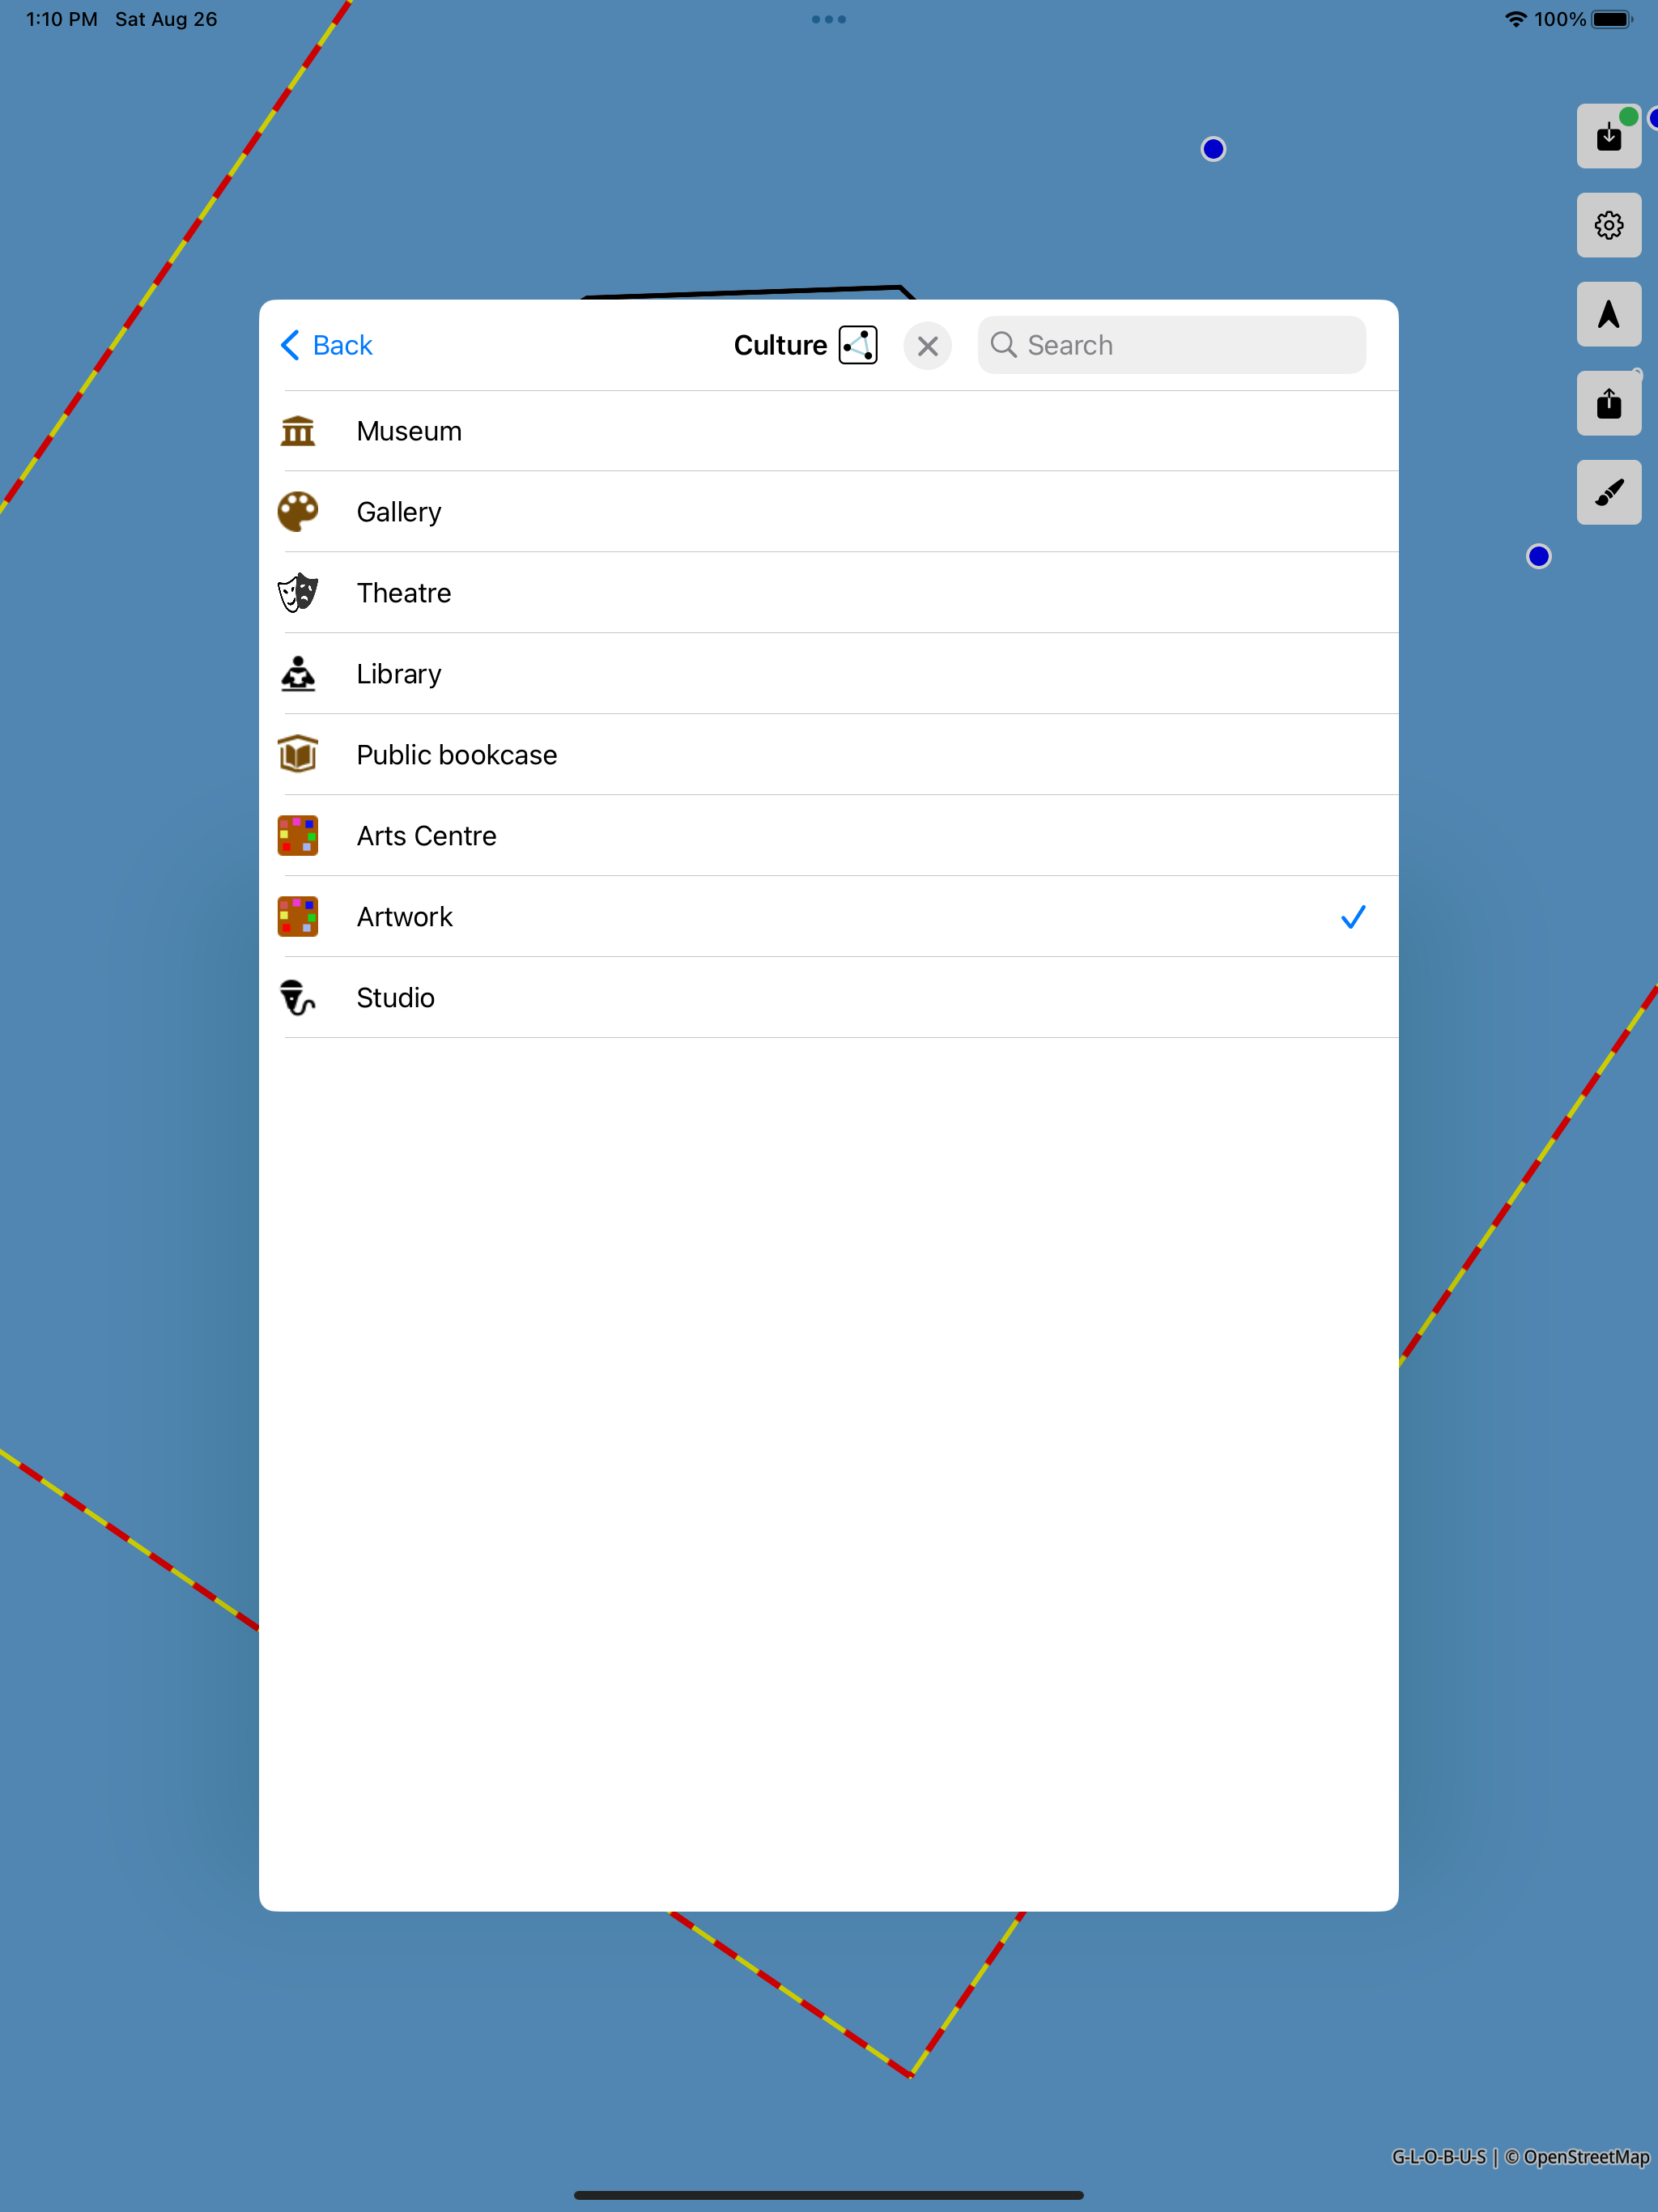 1:10 PM Sat Aug 26
100%
Back
Culture
Search
Museum
Gallery
Theatre
Library
Public bookcase
Arts Centre
Artwork
Studio
G-L-O-B-U-S | © OpenStreetMap